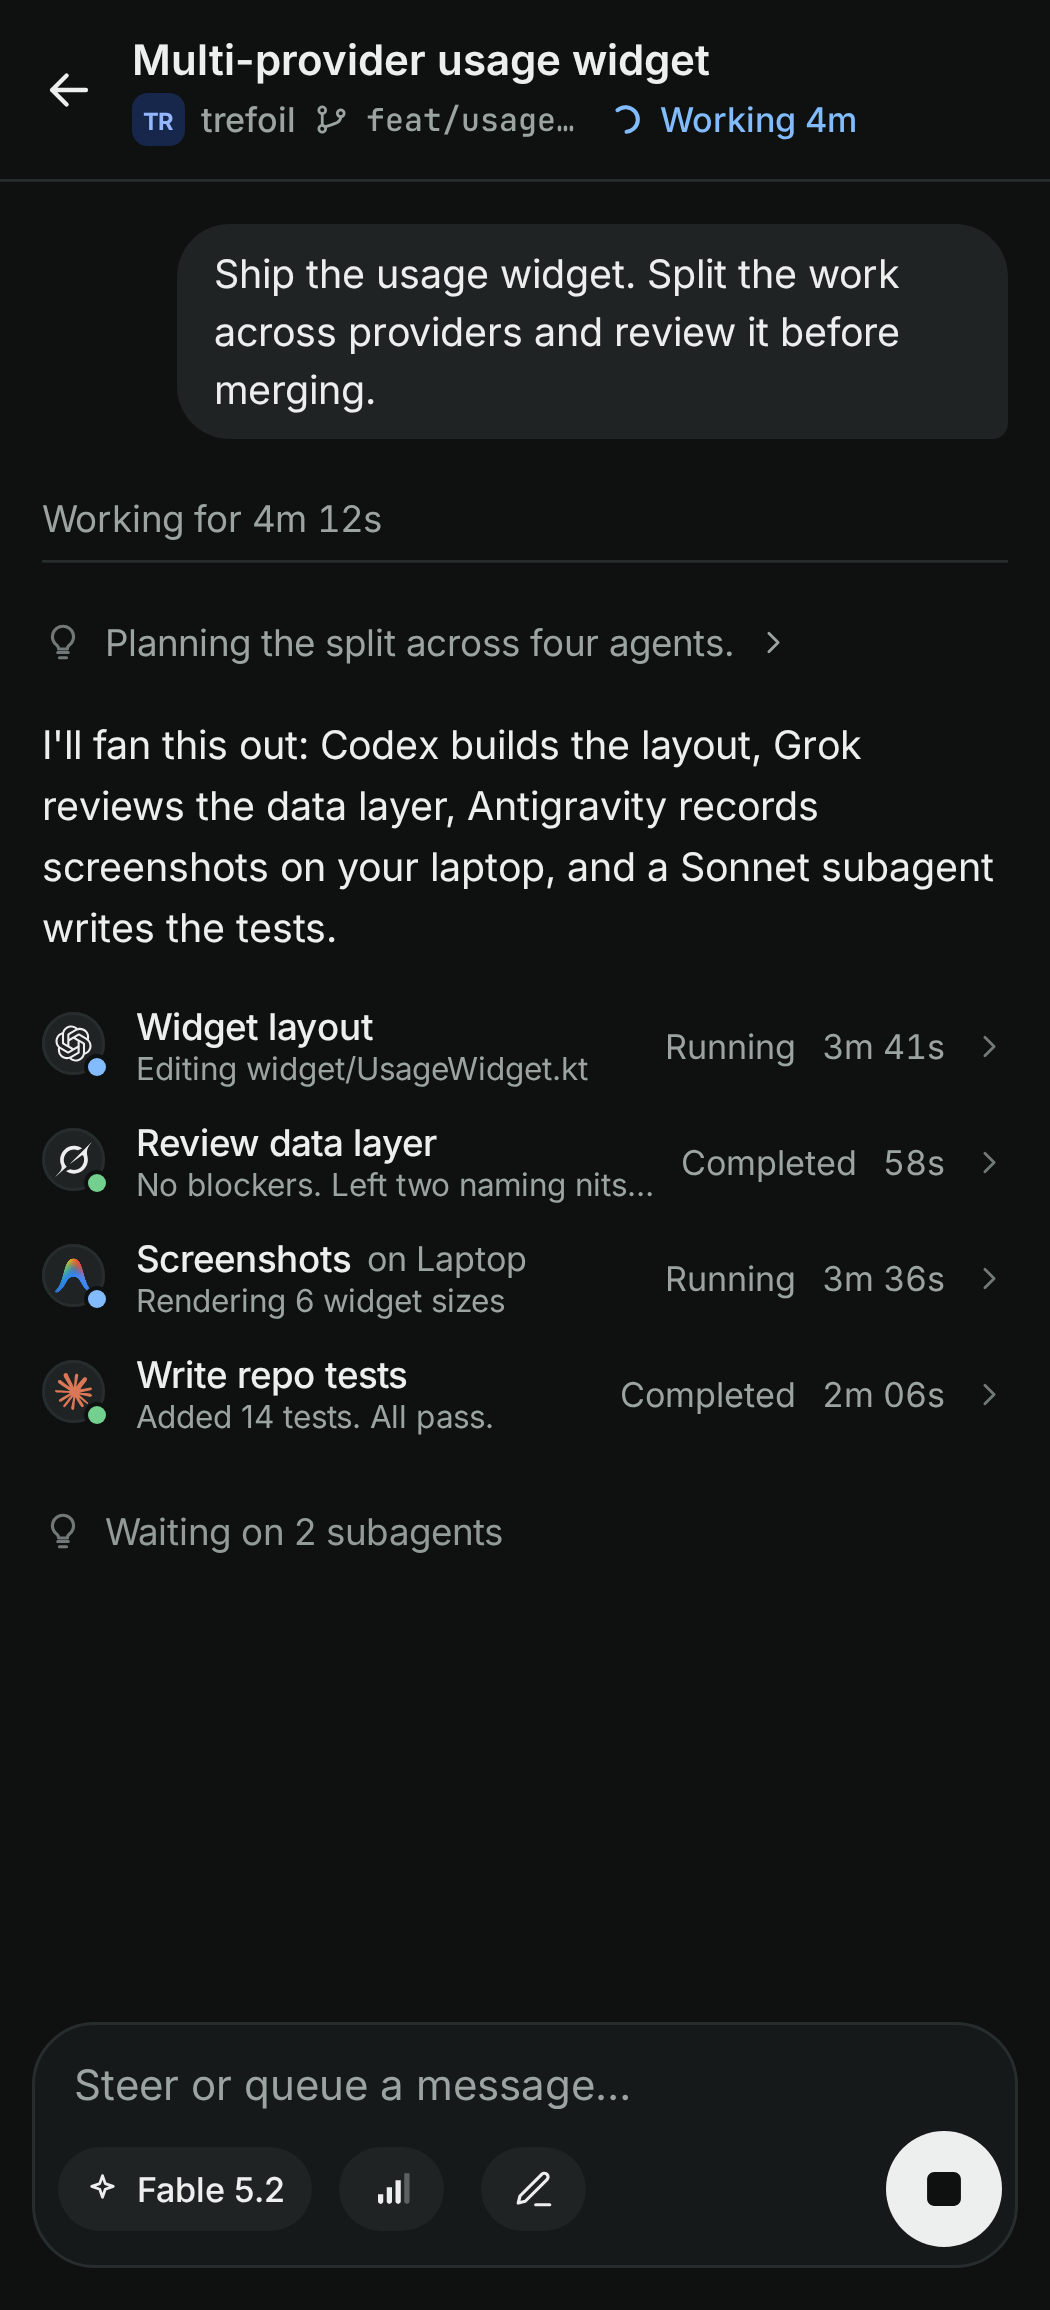 Multi-provider usage widget
TR trefoil feat/usage… Working 4m
Ship the usage widget. Split the work
across providers and review it before
merging.
Working for 4m 12s
Planning the split across four agents.
I'll fan this out: Codex builds the layout, Grok
reviews the data layer, Antigravity records
screenshots on your laptop, and a Sonnet subagent
writes the tests.
Widget layout
Editing widget/UsageWidget.kt
Running 3m 41s
Review data layer
No blockers. Left two naming nits...
Completed 58s
Screenshots on Laptop
Rendering 6 widget sizes
Running 3m 36s
Write repo tests
Added 14 tests. All pass.
Completed 2m 06s
Waiting on 2 subagents
Steer or queue a message...
Fable 5.2